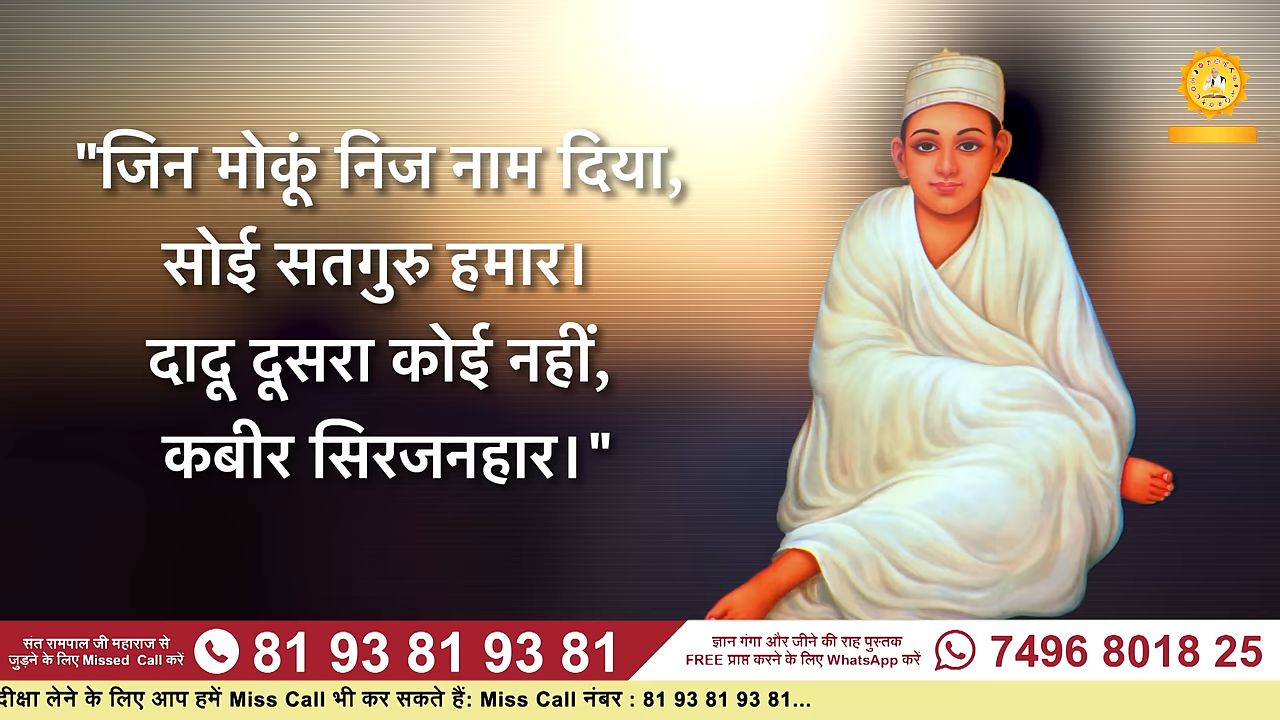 "जिन मोकूं निज नाम दिया,
सोई सतगुरु हमार।
दादू दूसरा कोई नहीं,
कबीर सिरजनहार।"
संत रामपाल जी महाराज से
जुड़ने के लिए Missed Call करें
81 93 81 93 81
ज्ञान गंगा और जीने की राह पुस्तक
FREE प्राप्त करने के लिए WhatsApp करें
7496 8018 25
दीक्षा लेने के लिए आप हमें Miss Call भी कर सकते हैं: Miss Call नंबर : 81 93 81 93 81...